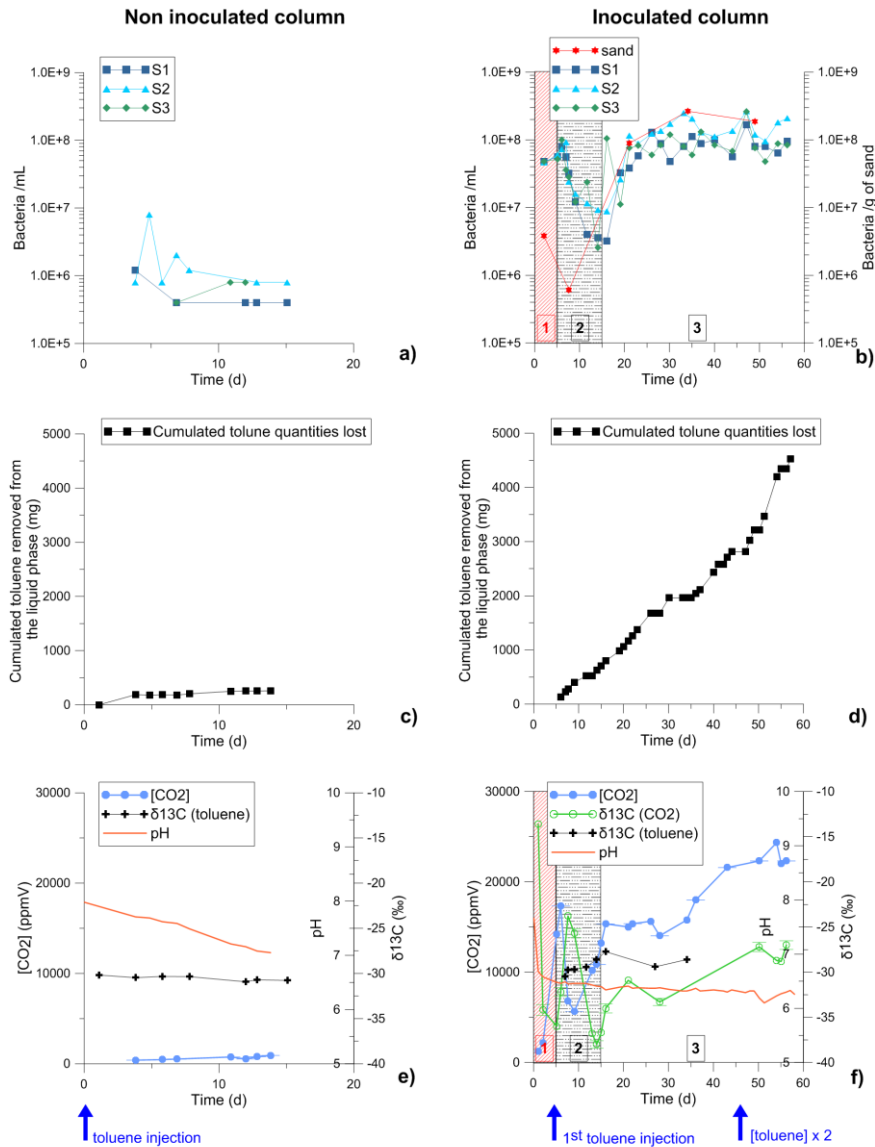 Non inoculated column
Inoculated column
S1
S2
S3
1.0E+9
1.0E+8
1.0E+7
1.0E+6
1.0E+5
Bacteria /mL
0
10
20
Time (d)
a)
sand
S1
S2
S3
1.0E+9
1.0E+8
1.0E+7
1.0E+6
1.0E+5
Bacteria /mL
1.0E+9
1.0E+8
1.0E+7
1.0E+6
1.0E+5
Bacteria /g of sand
1
2
3
0
10
20
30
40
50
60
Time (d)
b)
Cumulated tolune quantities lost
5000
4000
3000
2000
1000
0
Cumulated toluene removed from
the liquid phase (mg)
0
10
20
Time (d)
c)
Cumulated tolune quantities lost
5000
4000
3000
2000
1000
0
Cumulated toluene removed from
the liquid phase (mg)
0
10
20
30
40
50
60
Time (d)
d)
[CO2]
δ13C (toluene)
pH
30000
20000
10000
0
[CO2] (ppmV)
10
9
8
7
6
5
pH
-10
-15
-20
-25
-30
-35
-40
δ13C (‰)
0
10
20
Time (d)
e)
toluene injection
[CO2]
δ13C (CO2)
δ13C (toluene)
pH
30000
20000
10000
0
[CO2] (ppmV)
10
9
8
7
6
5
pH
-10
-15
-20
-25
-30
-35
-40
δ13C (‰)
1
2
3
0
10
20
30
40
50
60
Time (d)
f)
1st toluene injection
[toluene] x 2